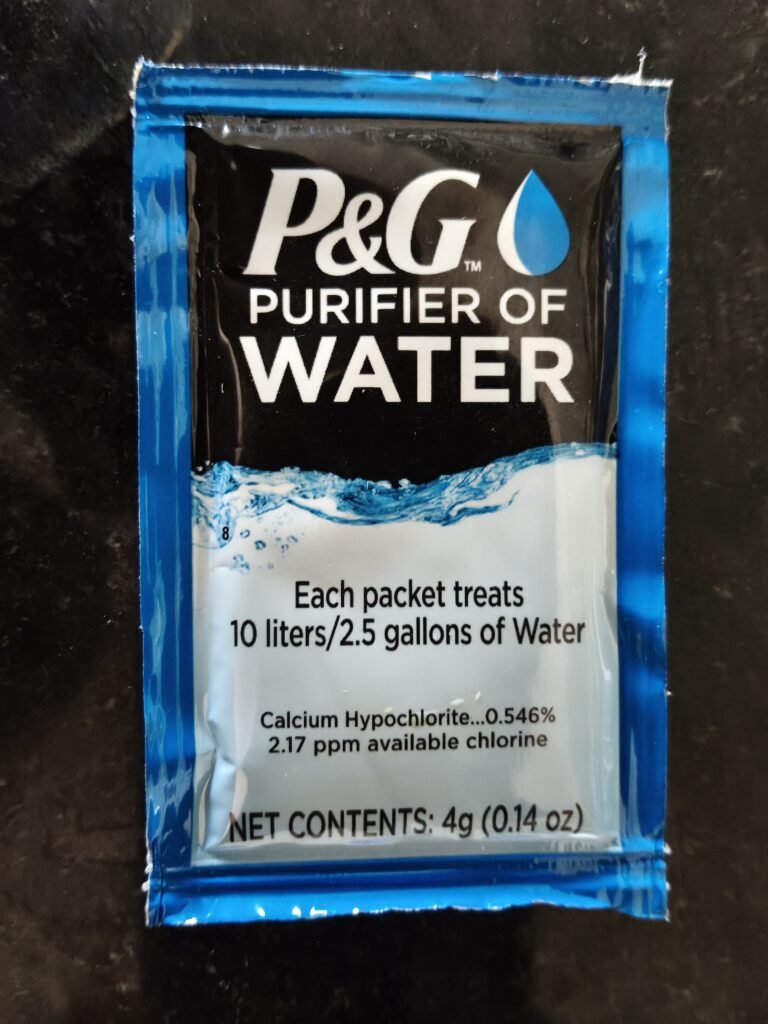 P&G™
PURIFIER OF
WATER
8
Each packet treats
10 liters/2.5 gallons of Water
Calcium Hypochlorite...0.546%
2.17 ppm available chlorine
NET CONTENTS: 4g (0.14 oz)